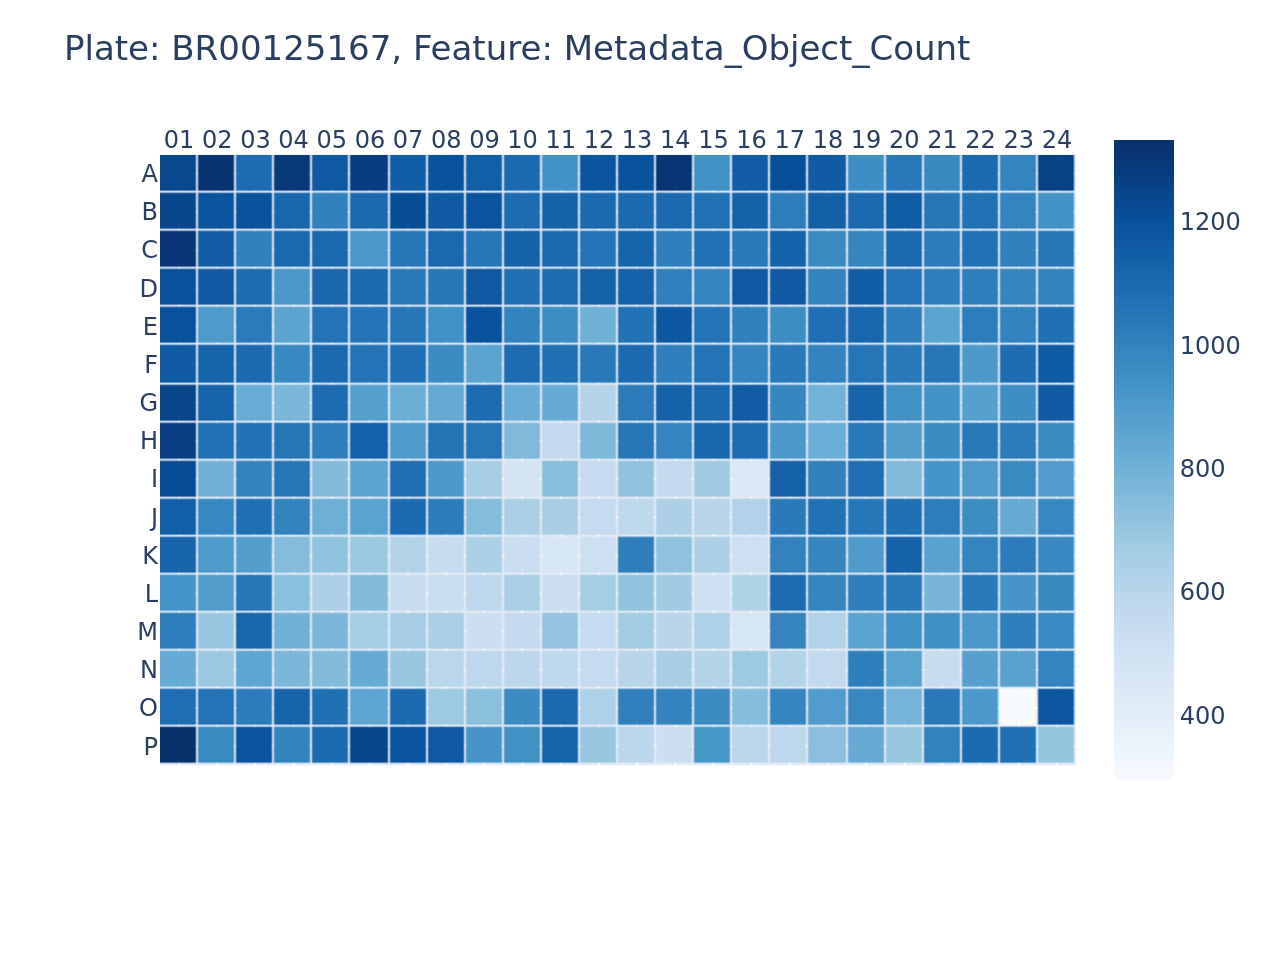 Plate: BR00125167, Feature: Metadata_Object_Count
01 02 03 04 05 06 07 08 09 10 11 12 13 14 15 16 17 18 19 20 21 22 23 24
A
B
C
D
E
F
G
H
I
J
K
L
M
N
O
P
1200
1000
800
600
400